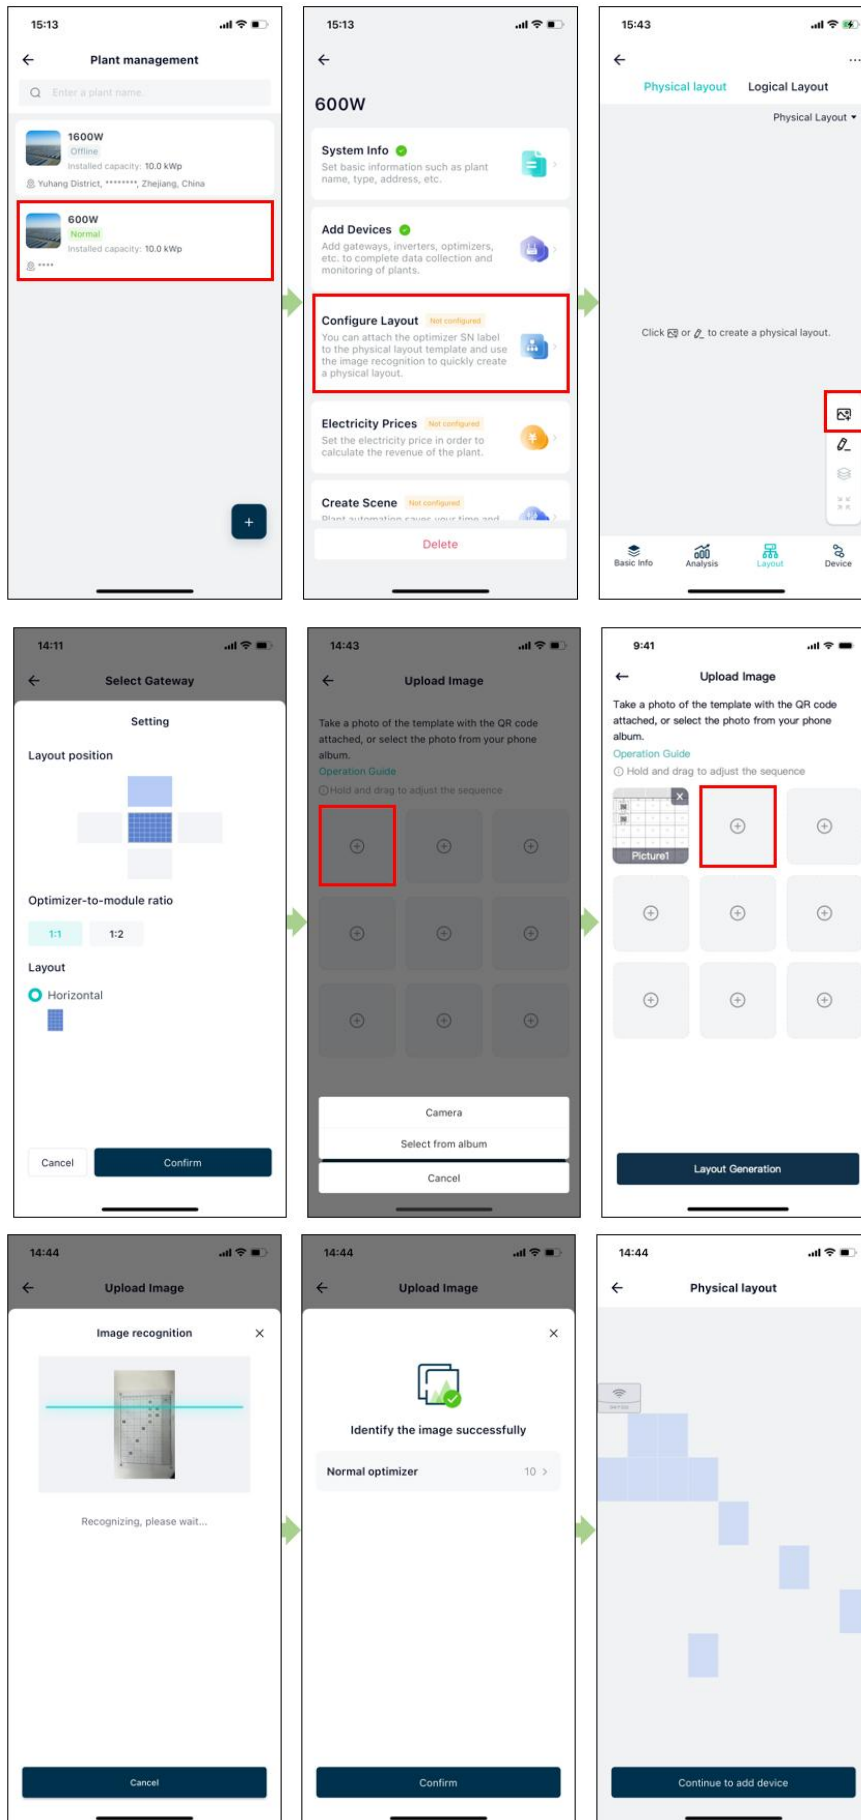 15:13
Plant management
Enter a plant name.
1600W
Offline
Installed capacity: 10.0 kWp
Yuhang District, ********, Zhejiang, China
600W
Normal
Installed capacity: 10.0 kWp
****
+
15:13
600W
System Info
Set basic information such as plant
name, type, address, etc.
Add Devices
Add gateways, inverters, optimizers,
etc. to complete data collection and
monitoring of plants.
Configure Layout Not configured
You can attach the optimizer SN label
to the physical layout template and use
the image recognition to quickly create
a physical layout.
Electricity Prices Not configured
Set the electricity price in order to
calculate the revenue of the plant.
Create Scene Not configured
Plant automation saves your time and
Delete
15:43
...
Physical layout Logical Layout
Physical Layout
Click or to create a physical layout.
Basic Info Analysis Layout Device
14:11
Select Gateway
Setting
Layout position
Optimizer-to-module ratio
1:1 1:2
Layout
Horizontal
Cancel Confirm
14:43
Upload Image
Take a photo of the template with the QR code
attached, or select the photo from your phone
album.
Operation Guide
Hold and drag to adjust the sequence
Camera
Select from album
Cancel
9:41
Upload Image
Take a photo of the template with the QR code
attached, or select the photo from your phone
album.
Operation Guide
Hold and drag to adjust the sequence
Picture1
Layout Generation
14:44
Upload Image
Image recognition
Recognizing, please wait...
Cancel
14:44
Upload Image
Identify the image successfully
Normal optimizer 10
Confirm
14:44
Physical layout
Continue to add device